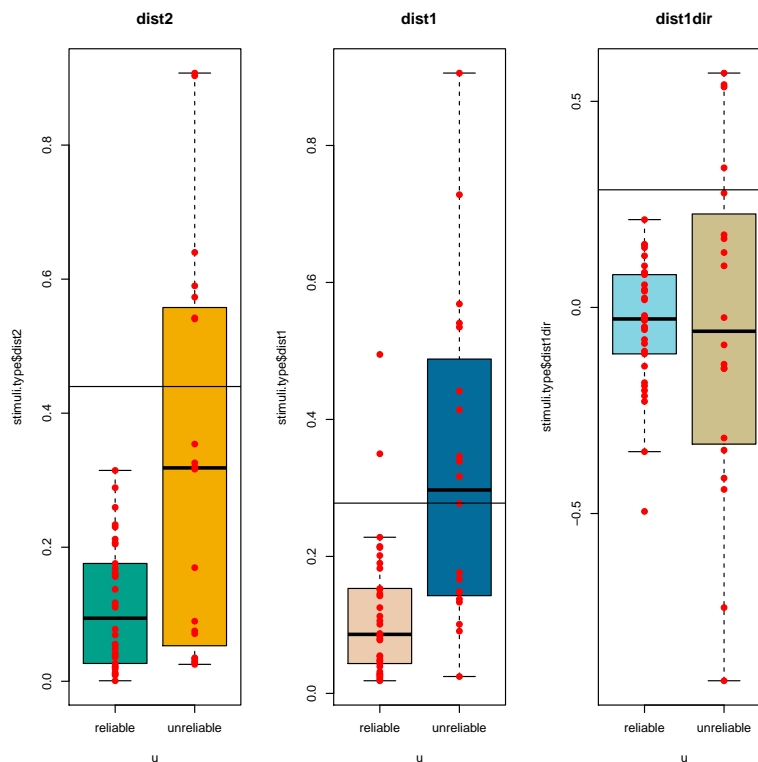 dist2
stimuli.type$dist2
0.0
0.2
0.4
0.6
0.8
reliable
unreliable
u
dist1
stimuli.type$dist1
0.0
0.2
0.4
0.6
0.8
reliable
unreliable
u
dist1dir
stimuli.type$dist1dir
−0.5
0.0
0.5
reliable
unreliable
u